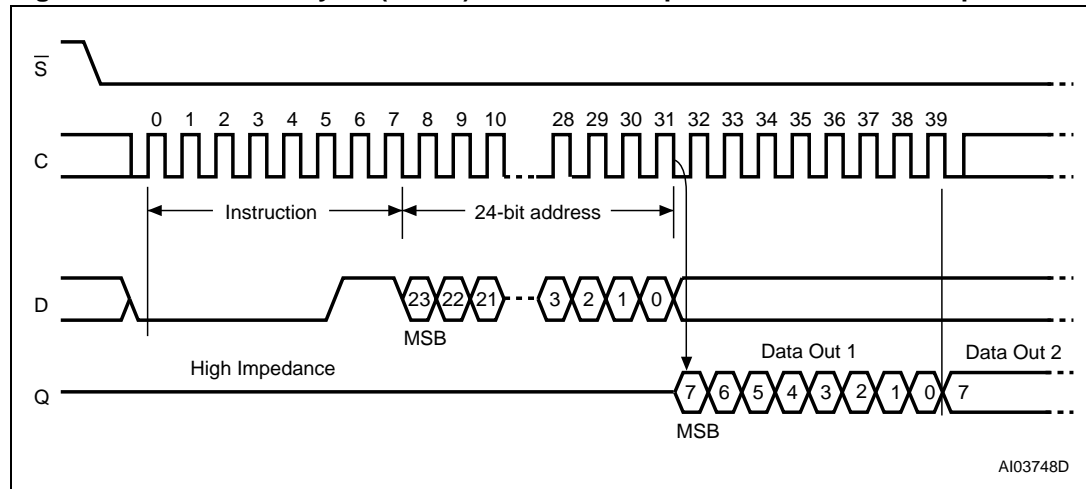 S
0 1 2 3 4 5 6 7 8 9 10 28 29 30 31 32 33 34 35 36 37 38 39
C
Instruction 24-bit address
D 23 22 21 3 2 1 0
MSB
High Impedance Data Out 1 Data Out 2
Q 7 6 5 4 3 2 1 0 7
MSB
AI03748D